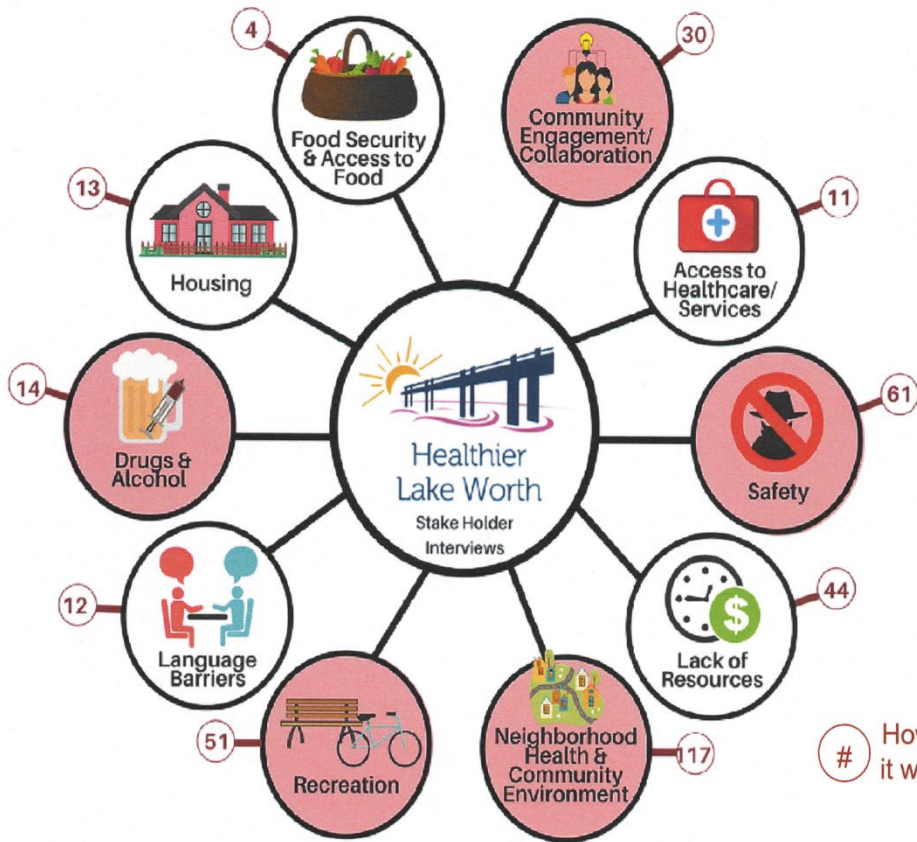 4
Food Security
& Access to
Food
30
Community
Engagement/
Collaboration
11
Access to
Healthcare/
Services
61
Safety
44
$
Lack of
Resources
117
Neighborhood
Health &
Community
Environment
51
Recreation
12
Language
Barriers
14
Drugs &
Alcohol
13
Housing
Healthier
Lake Worth
Stake Holder
Interviews
#
it